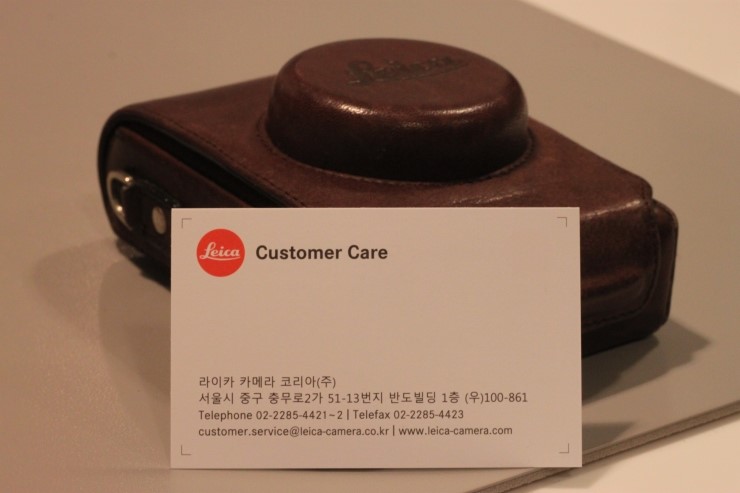 Leica
Leica Customer Care
라이카 카메라 코리아(주)
서울시 중구 충무로2가 51-13번지 반도빌딩 1층 (우)100-861
Telephone 02-2285-4421~2 | Telefax 02-2285-4423
customer.service@leica-camera.co.kr | www.leica-camera.com